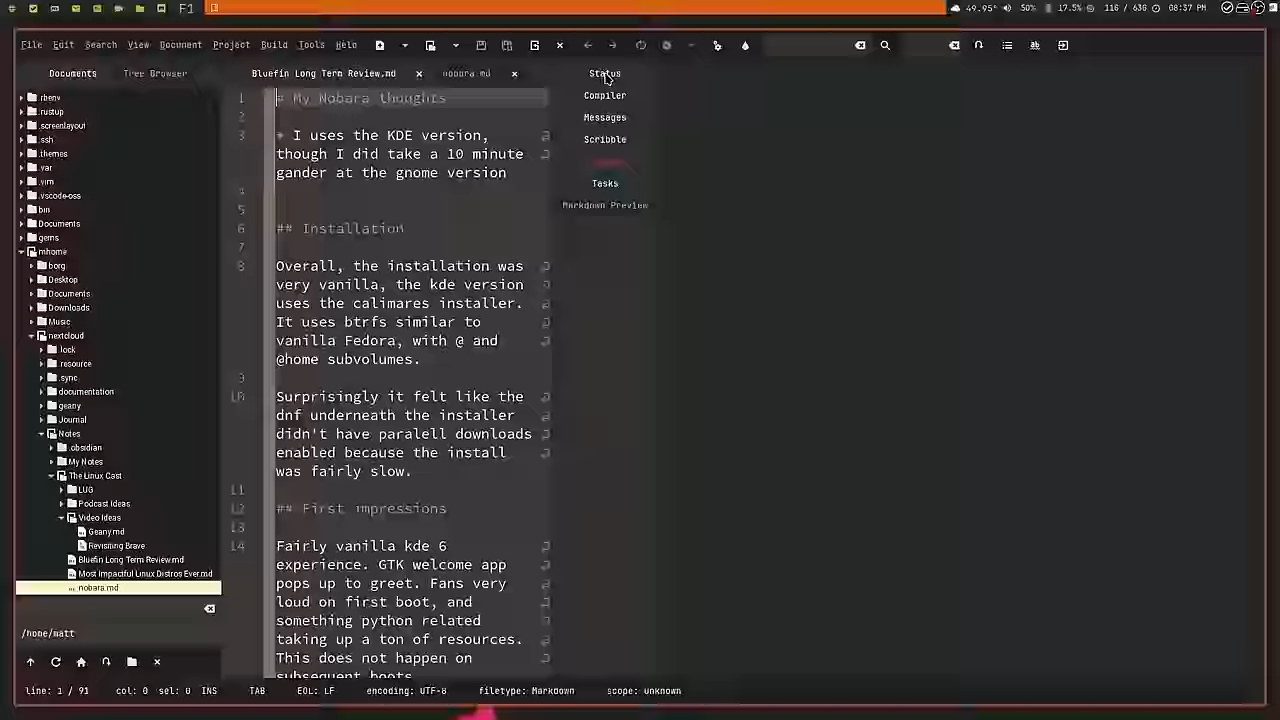 F1
49.95°
50%
17.5%
11G / 63G
08:37 PM
File Edit Search View Document Project Build Tools Help
Documents
Tree Browser
Bluefin Long Term Review.md
nobara.md
Status
Compiler
Messages
Scribble
Tasks
Markdown Preview
.rbenv
.rustup
.screenlayout
.ssh
.themes
.var
.vim
.vscode-oss
bin
Documents
gems
mhome
borg
Desktop
Documents
Downloads
Music
nextcloud
lock
resource
.sync
documentation
geany
Journal
Notes
.obsidian
My Notes
The Linux Cast
LUG
Podcast Ideas
Video Ideas
Geany.md
Revisiting Brave
Bluefin Long Term Review.md
Most Impactful Linux Distros Ever.md
nobara.md
/home/matt
1 # My Nobara thoughts
2
3 * I uses the KDE version,
though I did take a 10 minute
gander at the gnome version
4
5
6 ## Installation
7
8 Overall, the installation was
very vanilla, the kde version
uses the calimares installer.
It uses btrfs similar to
vanilla Fedora, with @ and
@home subvolumes.
9
10 Surprisingly it felt like the
dnf underneath the installer
didn't have paralell downloads
enabled because the install
was fairly slow.
11
12 ## First impressions
13
14 Fairly vanilla kde 6
experience. GTK welcome app
pops up to greet. Fans very
loud on first boot, and
something python related
taking up a ton of resources.
This does not happen on
subsequent boots
line: 1 / 91 col: 0 sel: 0 INS TAB EOL: LF encoding: UTF-8 filetype: Markdown scope: unknown